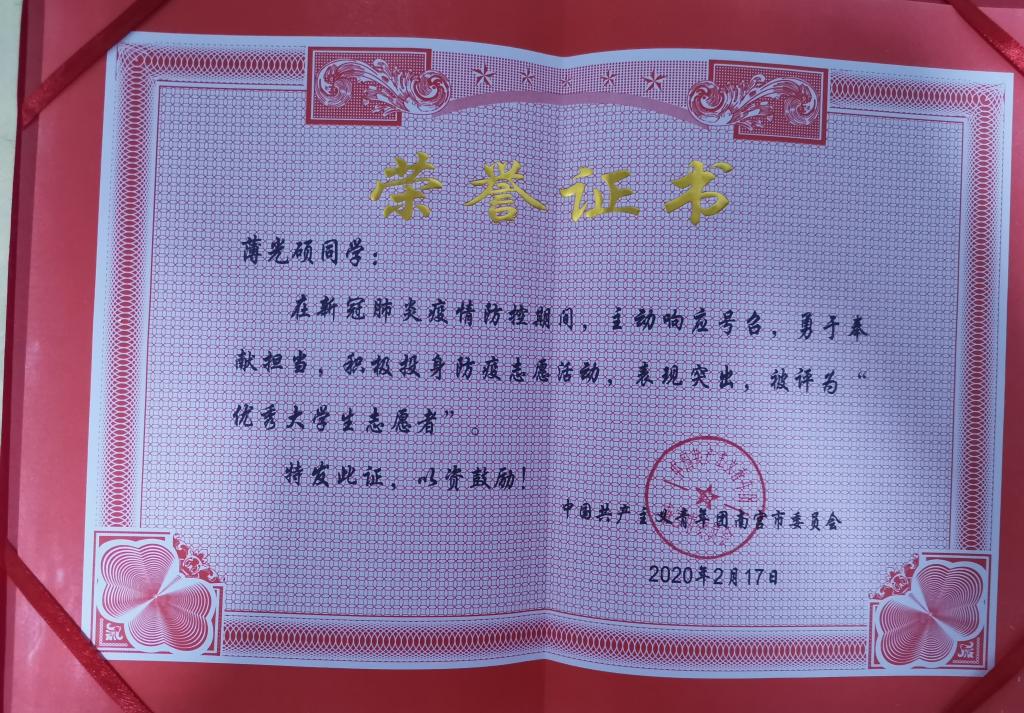 荣誉证书
薄光硕同学：
在新冠肺炎疫情防控期间，主动响应号召，勇于奉
献担当，积极投身防疫志愿活动，表现突出，被评为“
优秀大学生志愿者”。
特发此证，以资鼓励！
中国共产主义青年团南宫市委员会
2020年2月17日